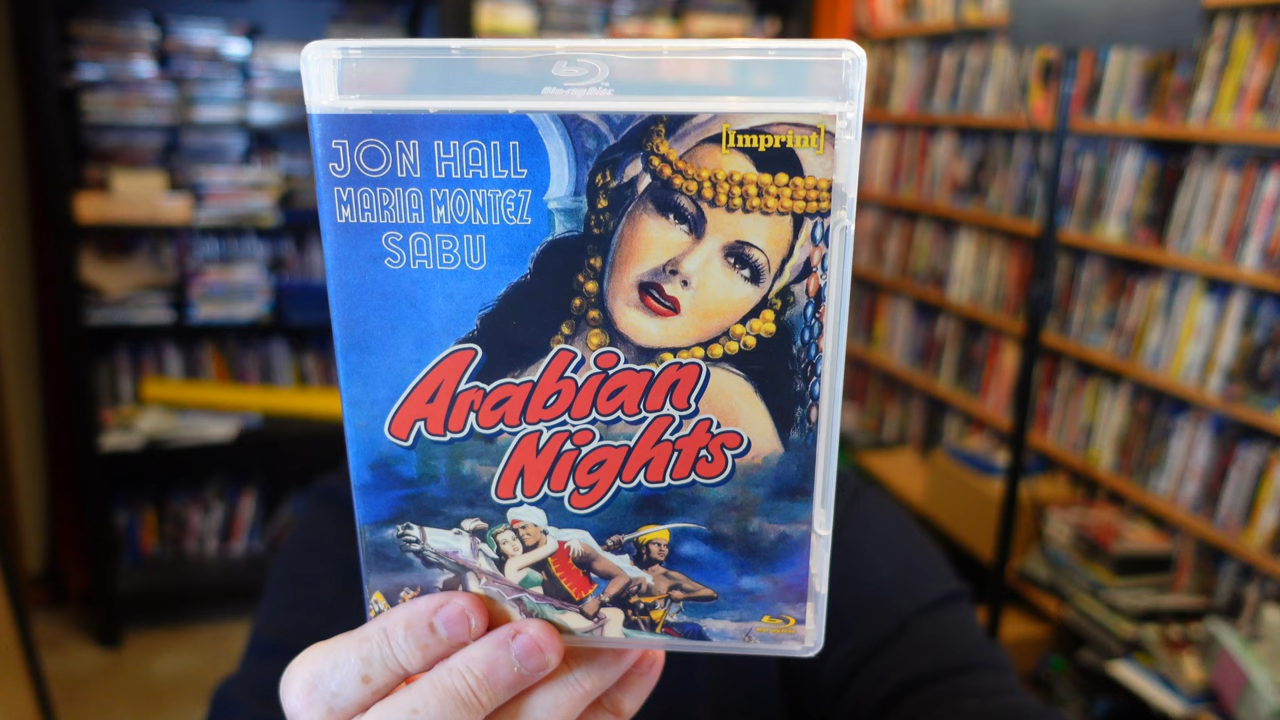 Blu-ray Disc
[Imprint]
JON HALL
MARIA MONTEZ
SABU
Arabian
Nights